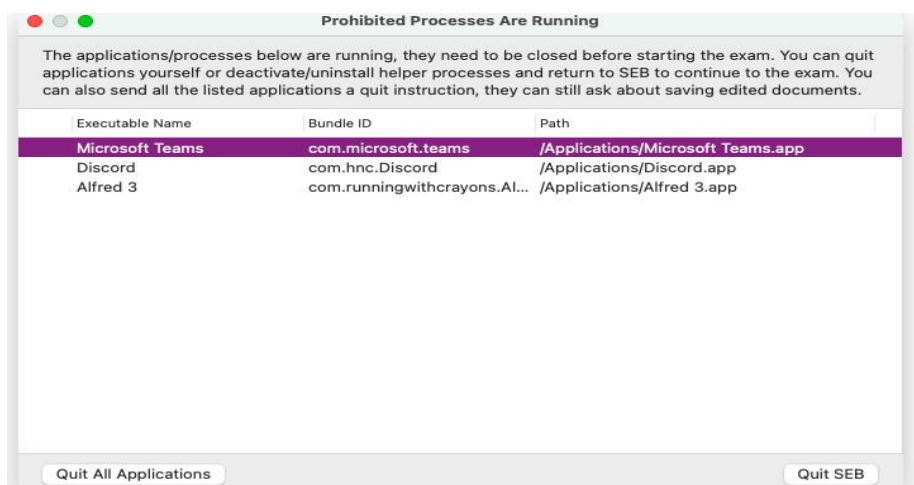 Prohibited Processes Are Running
The applications/processes below are running, they need to be closed before starting the exam. You can quit
applications yourself or deactivate/uninstall helper processes and return to SEB to continue to the exam. You
can also send all the listed applications a quit instruction, they can still ask about saving edited documents.
Executable Name Bundle ID Path
Microsoft Teams com.microsoft.teams /Applications/Microsoft Teams.app
Discord com.hnc.Discord /Applications/Discord.app
Alfred 3 com.runningwithcrayons.Al... /Applications/Alfred 3.app
Quit All Applications Quit SEB